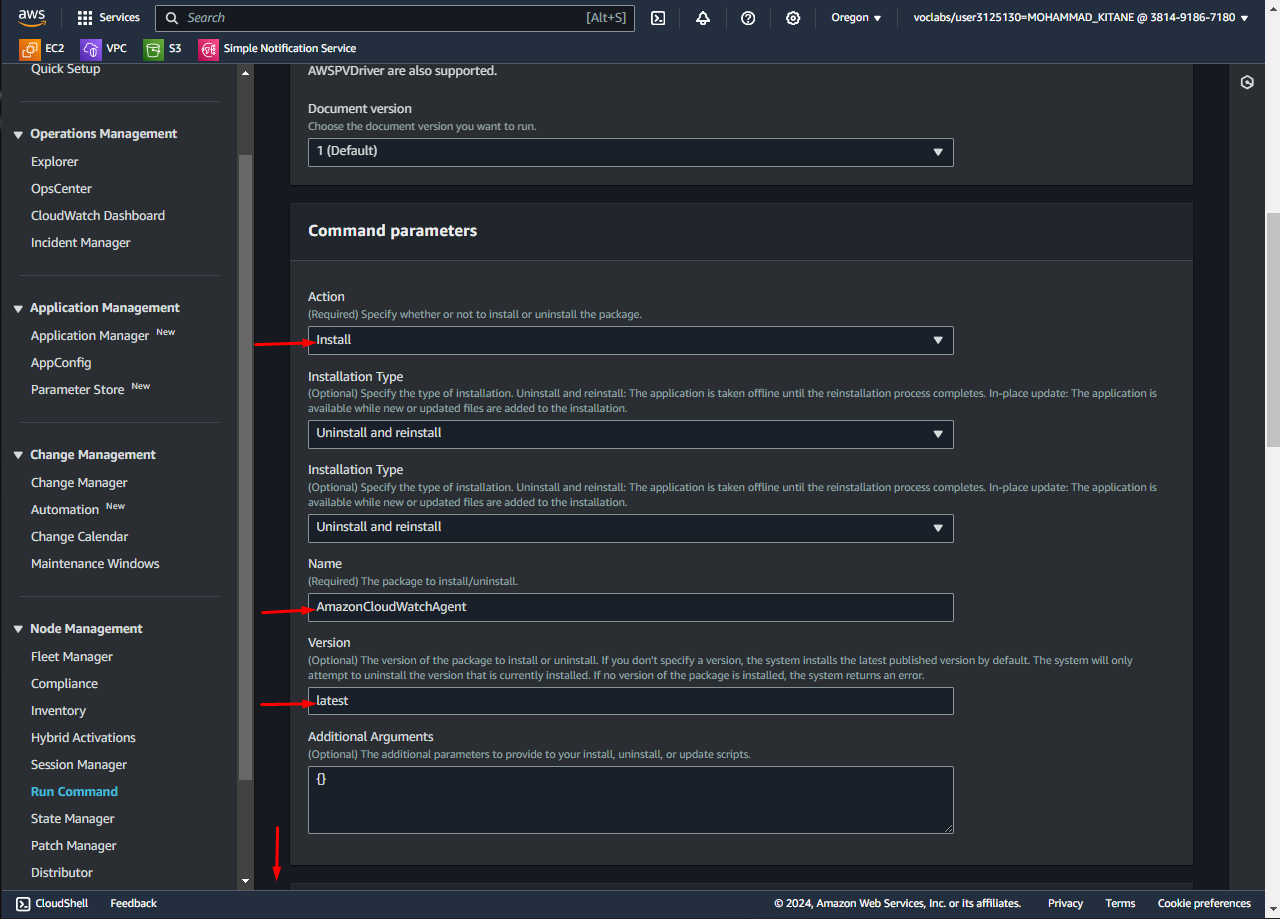 aws
Services
Search
[Alt+S]
Oregon
voclabs/user3125130=MOHAMMAD_KITANE @ 3814-9186-7180
EC2
VPC
S3
Simple Notification Service
Quick Setup
Operations Management
Explorer
OpsCenter
CloudWatch Dashboard
Incident Manager
Application Management
Application Manager New
AppConfig
Parameter Store New
Change Management
Change Manager
Automation New
Change Calendar
Maintenance Windows
Node Management
Fleet Manager
Compliance
Inventory
Hybrid Activations
Session Manager
Run Command
State Manager
Patch Manager
Distributor
AWSPVDriver are also supported.
Document version
Choose the document version you want to run.
1 (Default)
Command parameters
Action
(Required) Specify whether or not to install or uninstall the package.
Install
Installation Type
(Optional) Specify the type of installation. Uninstall and reinstall: The application is taken offline until the reinstallation process completes. In-place update: The application is
available while new or updated files are added to the installation.
Uninstall and reinstall
Installation Type
(Optional) Specify the type of installation. Uninstall and reinstall: The application is taken offline until the reinstallation process completes. In-place update: The application is
available while new or updated files are added to the installation.
Uninstall and reinstall
Name
(Required) The package to install/uninstall.
AmazonCloudWatchAgent
Version
(Optional) The version of the package to install or uninstall. If you don't specify a version, the system installs the latest published version by default. The system will only
attempt to uninstall the version that is currently installed. If no version of the package is installed, the system returns an error.
latest
Additional Arguments
(Optional) The additional parameters to provide to your install, uninstall, or update scripts.
{}
CloudShell
Feedback
© 2024, Amazon Web Services, Inc. or its affiliates.
Privacy
Terms
Cookie preferences